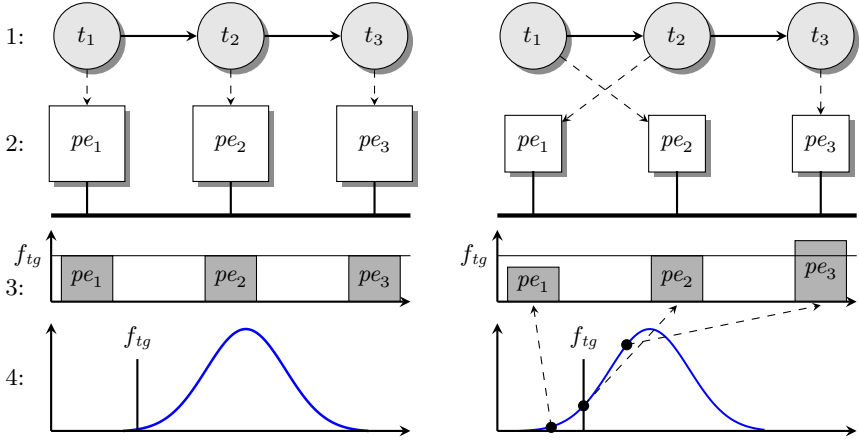 1: t1 t2 t3 t1 t2 t3
2: pe1 pe2 pe3 pe1 pe2 pe3
ftg ftg
3: pe1 pe2 pe3 pe1 pe2 pe3
ftg ftg
4: